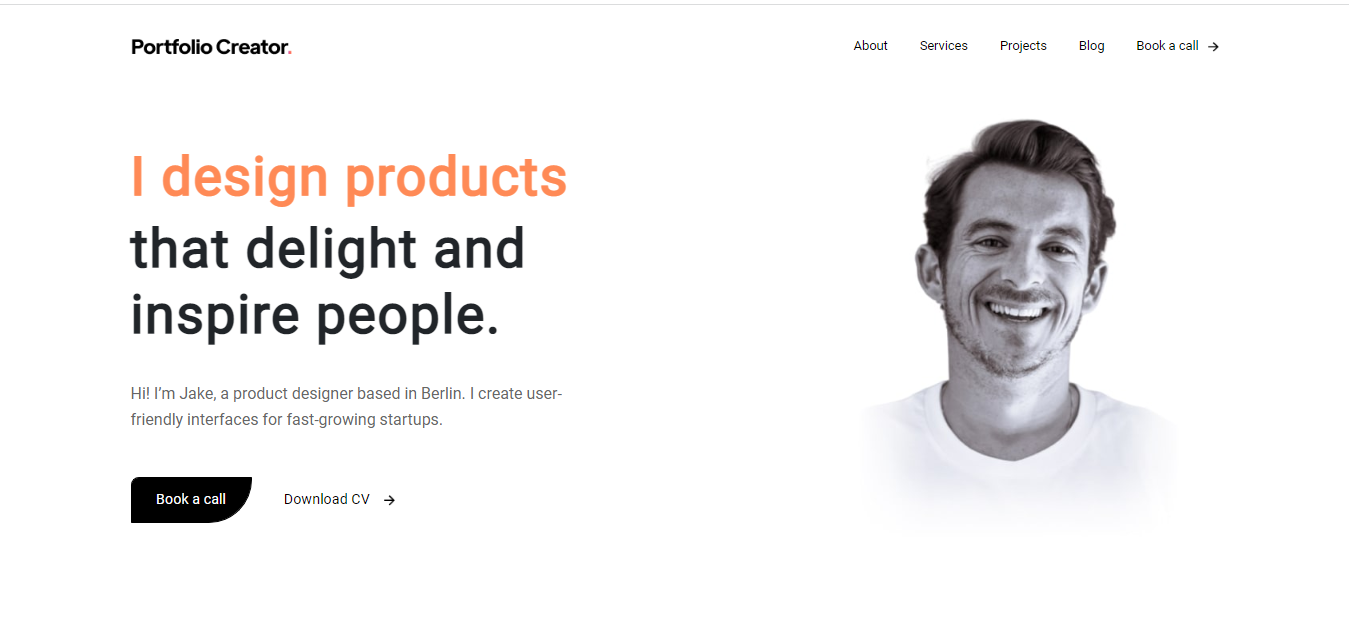 Portfolio Creator.
About Services Projects Blog Book a call →
I design products
that delight and
inspire people.
Hi! I’m Jake, a product designer based in Berlin. I create user-
friendly interfaces for fast-growing startups.
Book a call
Download CV →